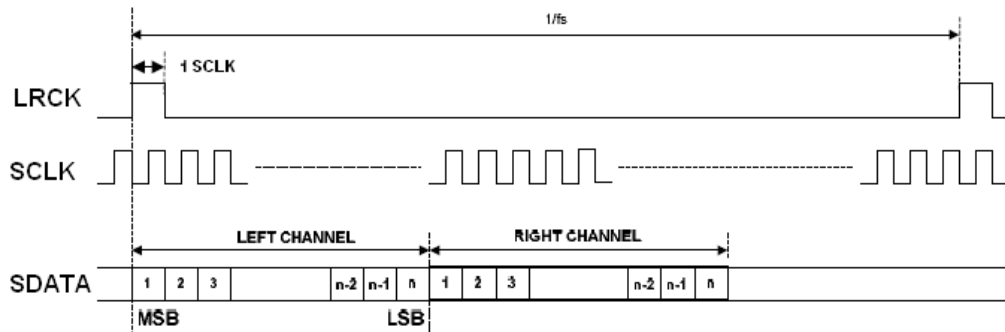 1/fs
1 SCLK
LRCK
SCLK
LEFT CHANNEL
RIGHT CHANNEL
SDATA
1 2 3 n-2 n-1 n 1 2 3 n-2 n-1 n
MSB LSB